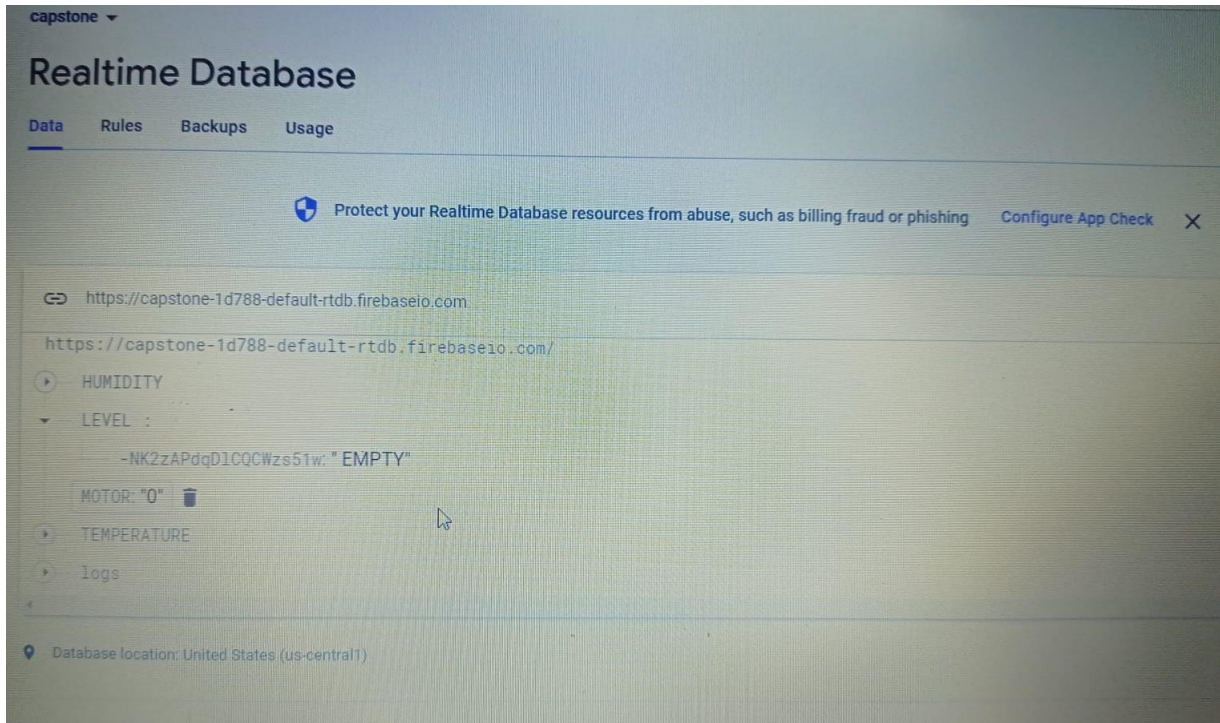 capstone
Realtime Database
Data Rules Backups Usage
Protect your Realtime Database resources from abuse, such as billing fraud or phishing Configure App Check
https://capstone-1d788-default-rtdb.firebaseio.com
https://capstone-1d788-default-rtdb.firebaseio.com/
HUMIDITY
LEVEL :
-NK2zAPdqDlCQCWzs51w: " EMPTY"
MOTOR: "0"
TEMPERATURE
logs
Database location: United States (us-central1)